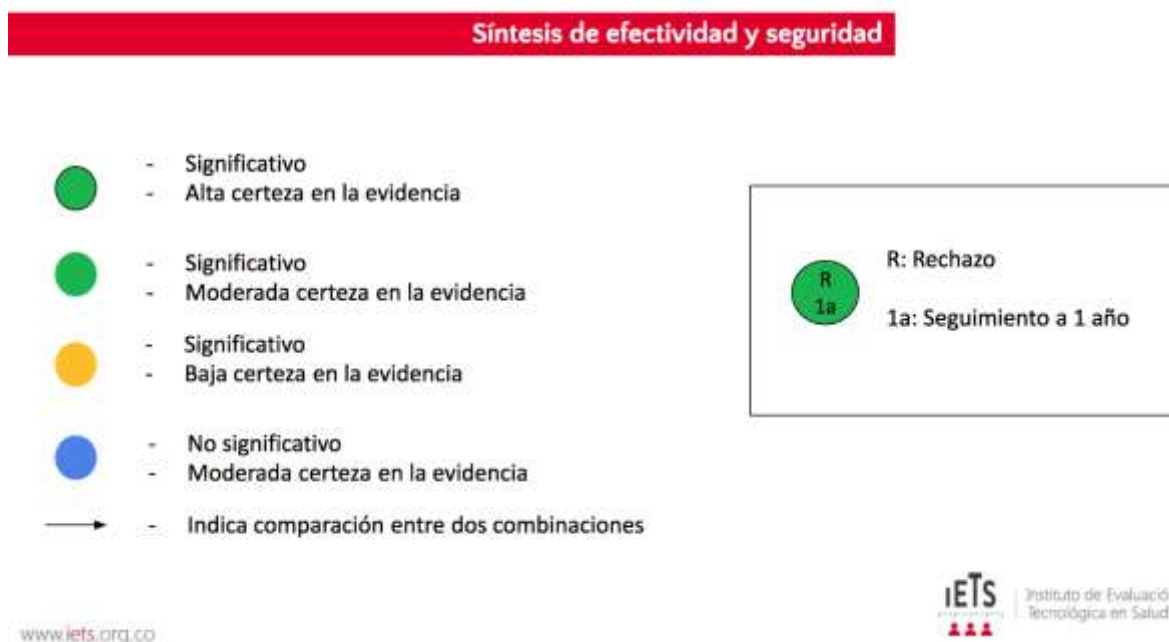 Síntesis de efectividad y seguridad
- Significativo
- Alta certeza en la evidencia
- Significativo
- Moderada certeza en la evidencia
- Significativo
- Baja certeza en la evidencia
- No significativo
- Moderada certeza en la evidencia
- Indica comparación entre dos combinaciones
R
1a
R: Rechazo
1a: Seguimiento a 1 año
www.iets.org.co
IETS
Instituto de Evaluació
Tecnológica en Salud